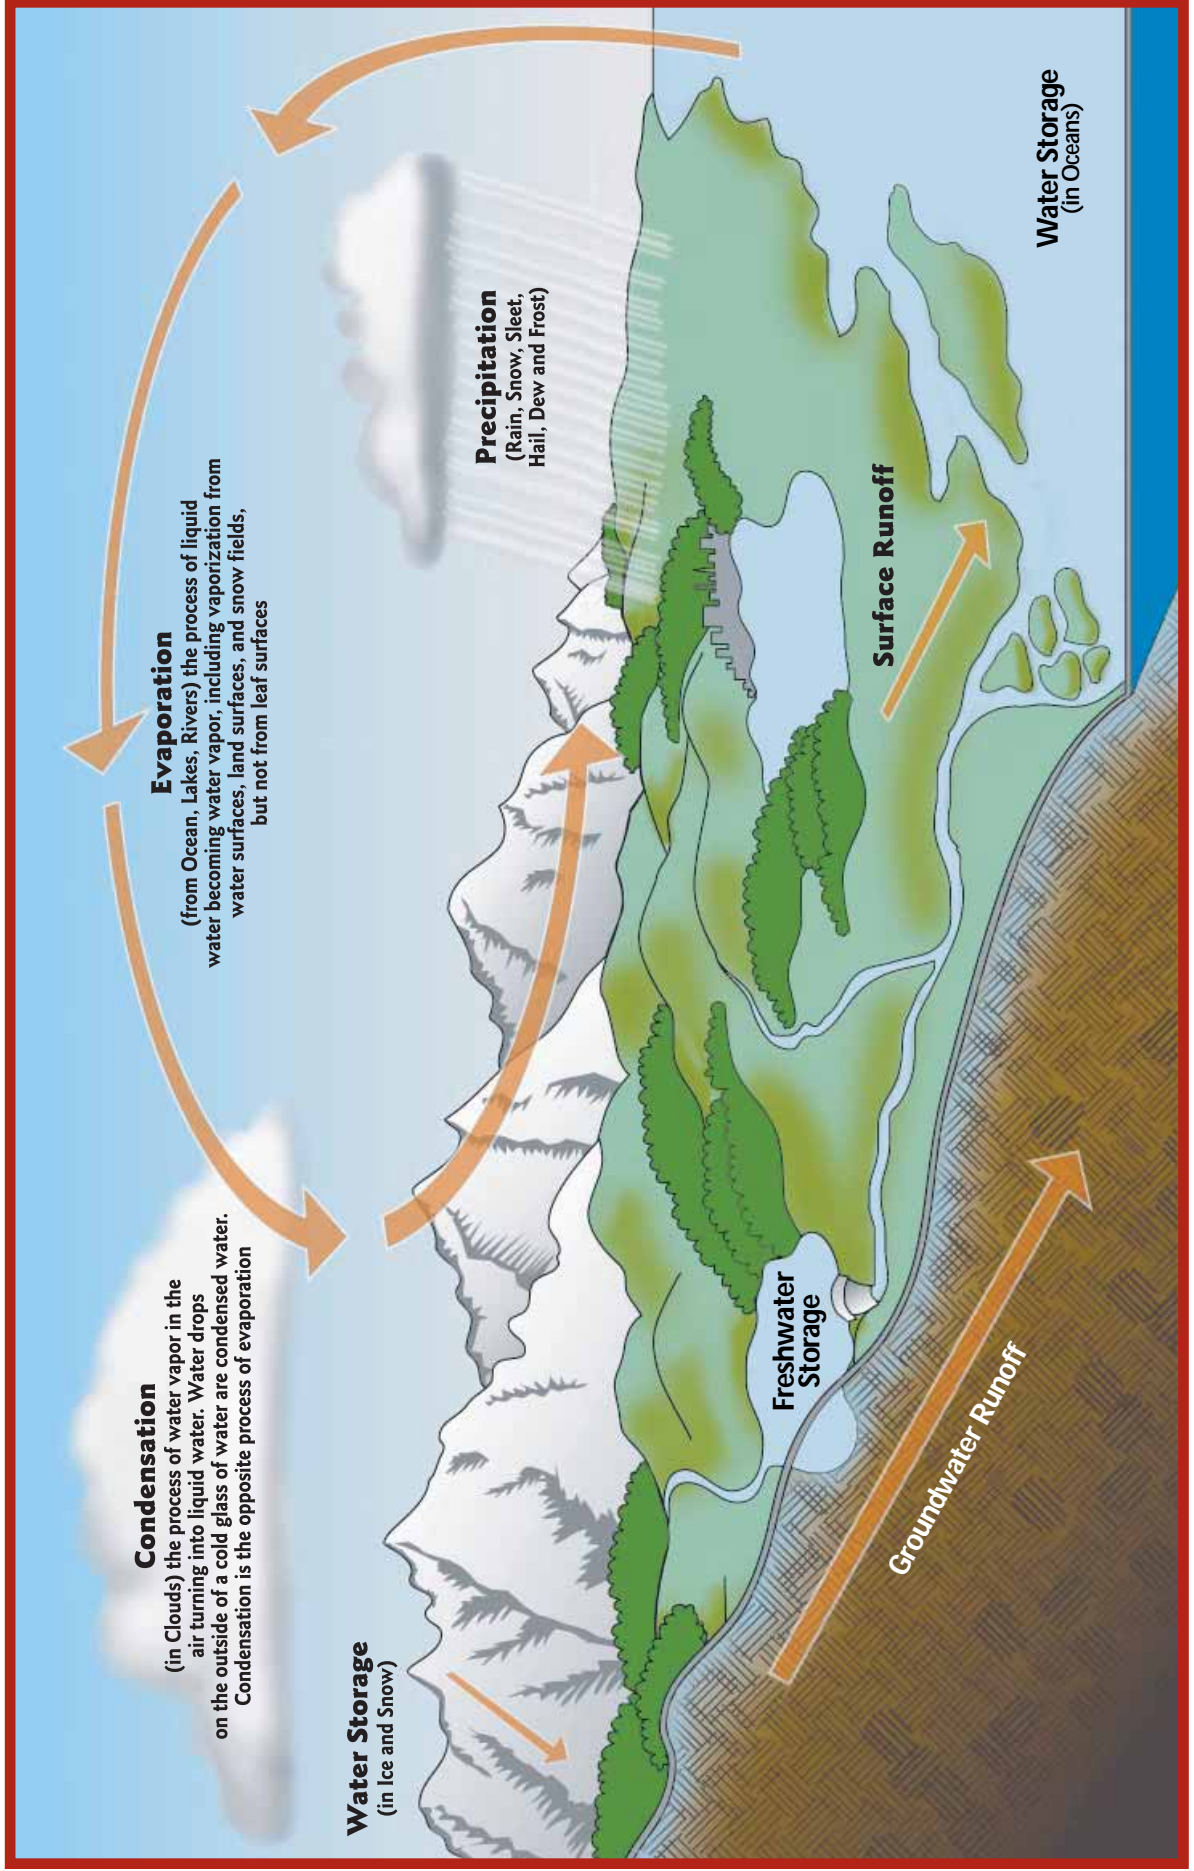 Condensation
(in Clouds) the process of water vapor in the
air turning into liquid water. Water drops
on the outside of a cold glass of water are condensed water.
Condensation is the opposite process of evaporation
Evaporation
(from Ocean, Lakes, Rivers) the process of liquid
water becoming water vapor, including vaporization from
water surfaces, land surfaces, and snow fields,
but not from leaf surfaces
Water Storage
(in Ice and Snow)
Precipitation
(Rain, Snow, Sleet,
Hail, Dew and Frost)
Freshwater
Storage
Surface Runoff
Groundwater Runoff
Water Storage
(in Oceans)